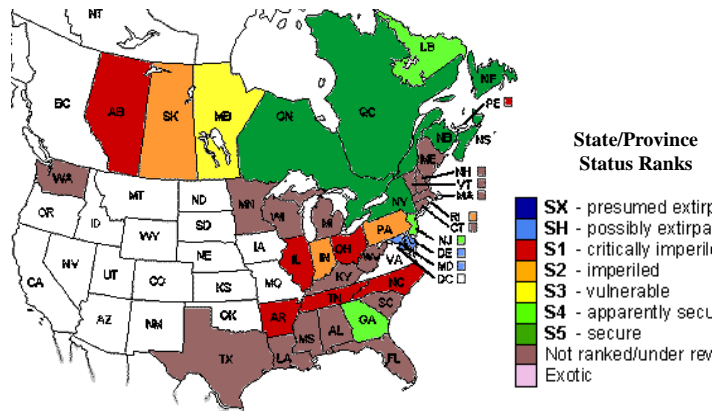 NT
LB
BC
AB
SK
MB
ON
QC
NF
PE
NB
NS
WA
MT
ND
MN
ME
NH
VT
MA
OR
ID
WY
SD
WI
MI
NY
RI
CT
NE
IA
PA
NJ
DE
MD
DC
CA
NV
UT
CO
KS
MO
IL
IN
OH
WV
VA
KY
AZ
NM
OK
AR
TN
NC
SC
TX
LA
MS
AL
GA
FL
State/Province
Status Ranks
SX - presumed extirp
SH - possibly extirpa
S1 - critically imperile
S2 - imperiled
S3 - vulnerable
S4 - apparently secu
S5 - secure
Not ranked/under rev
Exotic